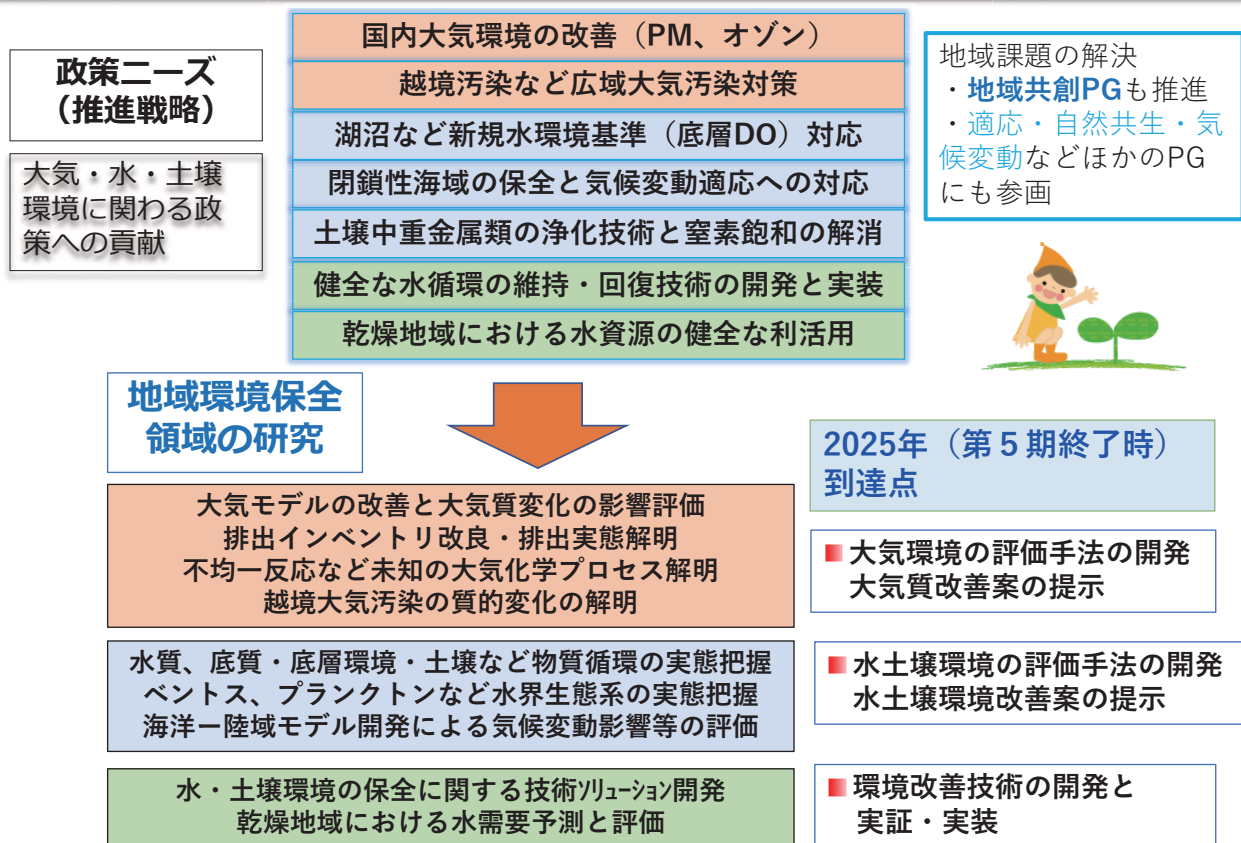 政策ニーズ
(推進戦略)
大気・水・土壌
環境に関わる政
策への貢献
国内大気環境の改善（PM、オゾン）
越境汚染など広域大気汚染対策
湖沼など新規水環境基準（底層DO）対応
閉鎖性海域の保全と気候変動適応への対応
土壌中重金属類の浄化技術と窒素飽和の解消
健全な水循環の維持・回復技術の開発と実装
乾燥地域における水資源の健全な利活用
地域課題の解決
・地域共創PGも推進
・適応・自然共生・気
候変動などほかのPG
にも参画
地域環境保全
領域の研究
2025年（第５期終了時）
到達点
大気モデルの改善と大気質変化の影響評価
排出インベントリ改良・排出実態解明
不均一反応など未知の大気化学プロセス解明
越境大気汚染の質的変化の解明
大気環境の評価手法の開発
大気質改善案の提示
水質、底質・底層環境・土壌など物質循環の実態把握
ベントス、プランクトンなど水界生態系の実態把握
海洋ー陸域モデル開発による気候変動影響等の評価
水土壌環境の評価手法の開発
水土壌環境改善案の提示
水・土壌環境の保全に関する技術ｿﾘｭｰｼｮﾝ開発
乾燥地域における水需要予測と評価
環境改善技術の開発と
実証・実装